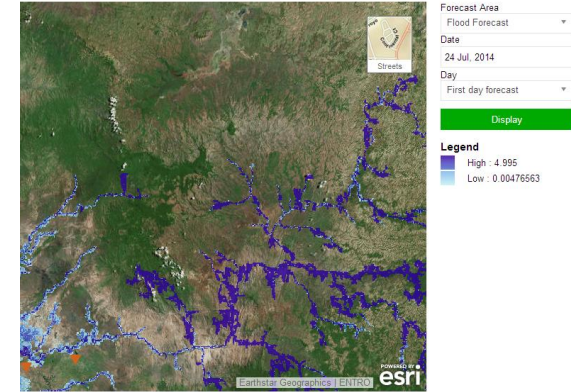 Forecast Area
Flood Forecast
Date
24 Jul, 2014
Day
First day forecast
Display
Legend
High : 4.995
Low : 0.00476563
Streets
POWERED BY
esri
Earthstar Geographics | ENTRO